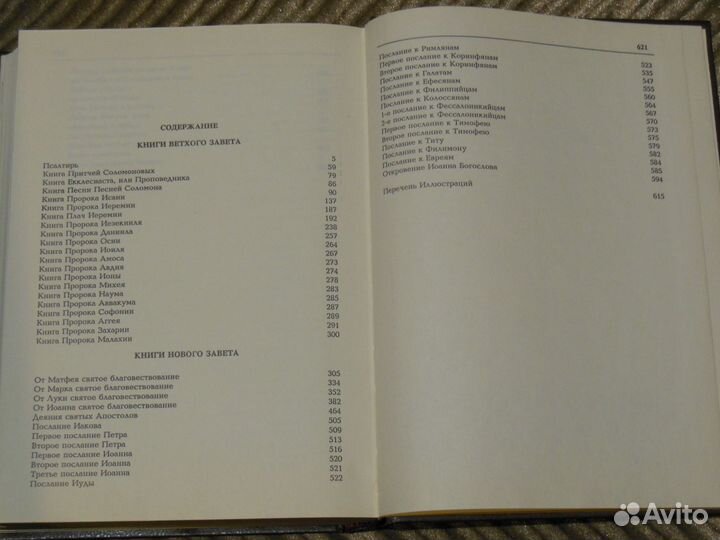 СОДЕРЖАНИЕ
КНИГИ ВЕТХОГО ЗАВЕТА
Псалтирь 5
Книга Притчей Соломоновых 59
Книга Екклесиаста, или Проповедника 79
Книга Песни Песней Соломона 86
Книга Пророка Исаии 90
Книга Пророка Иеремии 137
Книга Плач Иеремии 187
Книга Пророка Иезекииля 192
Книга Пророка Даниила 238
Книга Пророка Осии 257
Книга Пророка Иоиля 264
Книга Пророка Амоса 267
Книга Пророка Авдия 273
Книга Пророка Ионы 274
Книга Пророка Михея 278
Книга Пророка Наума 283
Книга Пророка Аввакума 285
Книга Пророка Софонии 287
Книга Пророка Аггея 289
Книга Пророка Захарии 291
Книга Пророка Малахии 300
КНИГИ НОВОГО ЗАВЕТА
От Матфея святое благовествование 305
От Марка святое благовествование 334
От Луки святое благовествование 352
От Иоанна святое благовествование 382
Деяния святых Апостолов 464
Послание Иакова 505
Первое послание Петра 509
Второе послание Петра 513
Первое послание Иоанна 516
Второе послание Иоанна 520
Третье послание Иоанна 521
Послание Иуды 522
621
Послание к Римлянам 523
Первое послание к Коринфянам 535
Второе послание к Коринфянам 547
Послание к Галатам 555
Послание к Ефесянам 560
Послание к Филиппийцам 564
Послание к Колоссянам 567
1-е послание к Фессалоникийцам 570
2-е послание к Фессалоникийцам 573
Первое послание к Тимофею 575
Второе послание к Тимофею 579
Послание к Титу 582
Послание к Филимону 584
Послание к Евреям 585
Откровение Иоанна Богослова 594
Перечень Иллюстраций 615
Avito